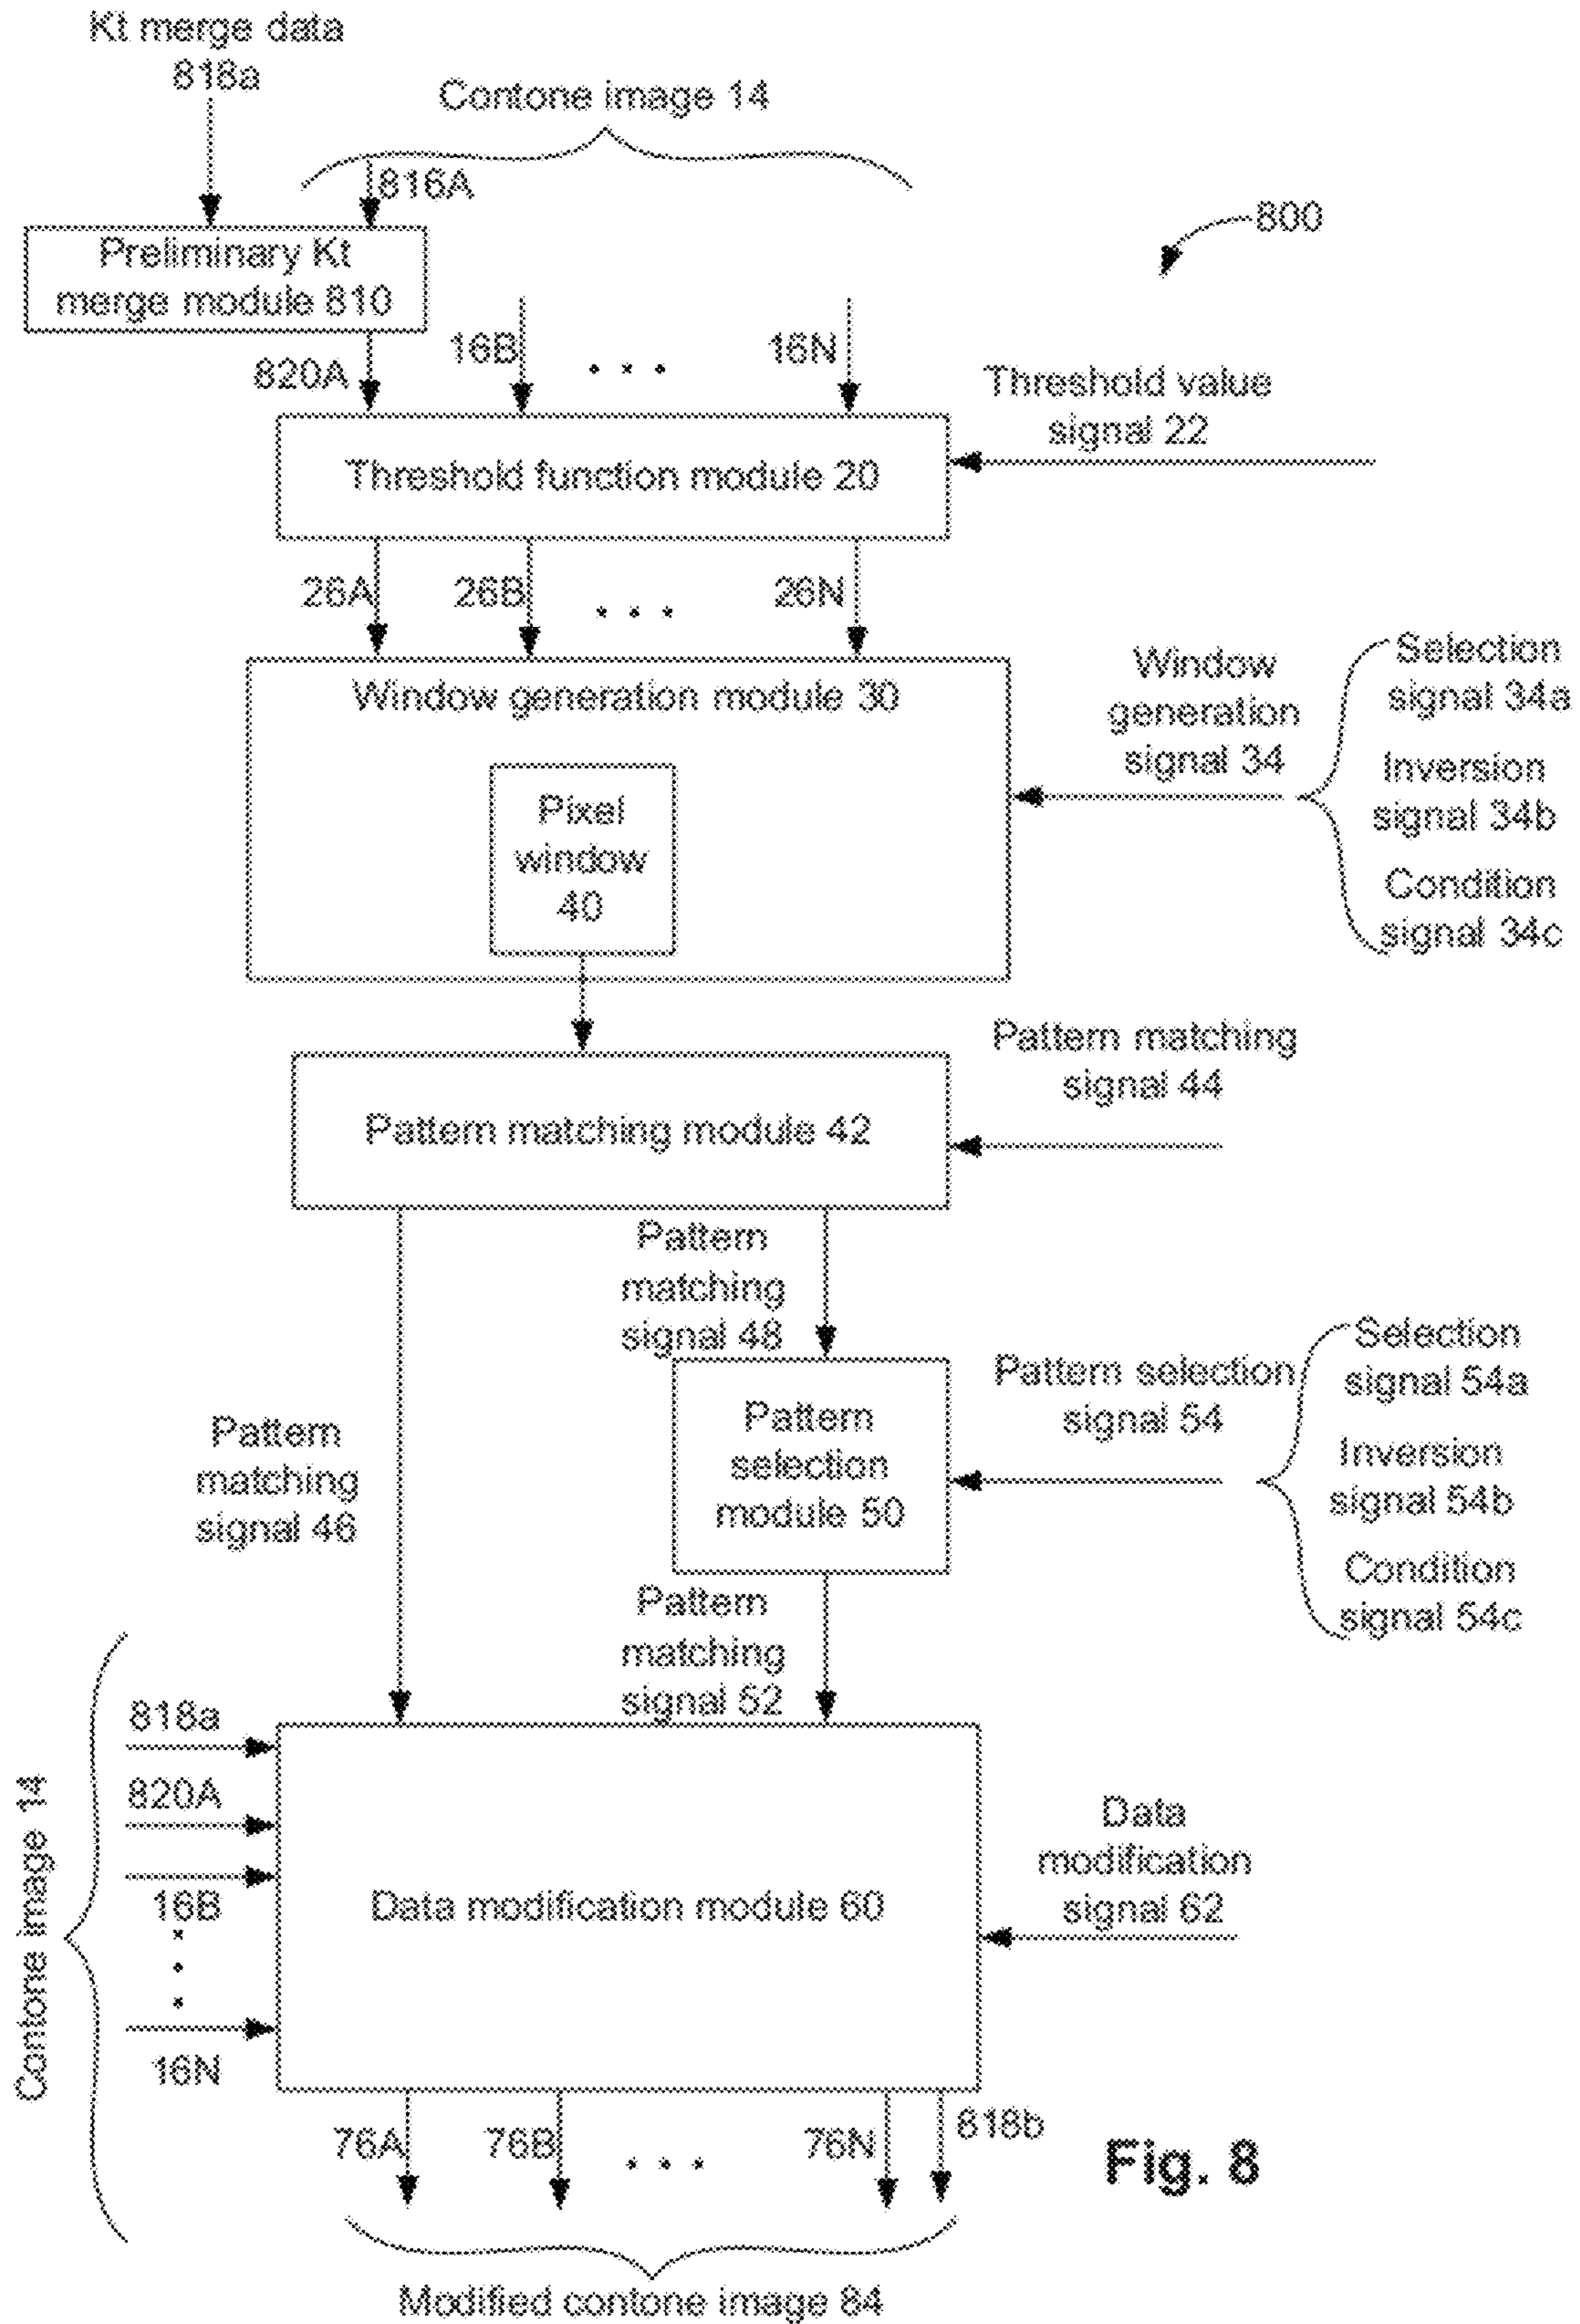 Kt merge data
818a
Contone image 14
816A
800
Preliminary Kt
merge module 810
820A
16B
. . .
16N
Threshold value
signal 22
Threshold function module 20
26A
26B
. . .
26N
Window generation module 30
Window
generation
signal 34
Selection
signal 34a
Inversion
signal 34b
Condition
signal 34c
Pixel
window
40
Pattern matching
signal 44
Pattern matching module 42
Pattern
matching
signal 48
Pattern
matching
signal 46
Pattern
selection
module 50
Pattern selection
signal 54
Selection
signal 54a
Inversion
signal 54b
Condition
signal 54c
Pattern
matching
signal 52
Contone image 14
818a
820A
16B
. . .
16N
Data modification module 60
Data
modification
signal 62
76A
76B
. . .
76N
818b
Fig. 8
Modified contone image 84